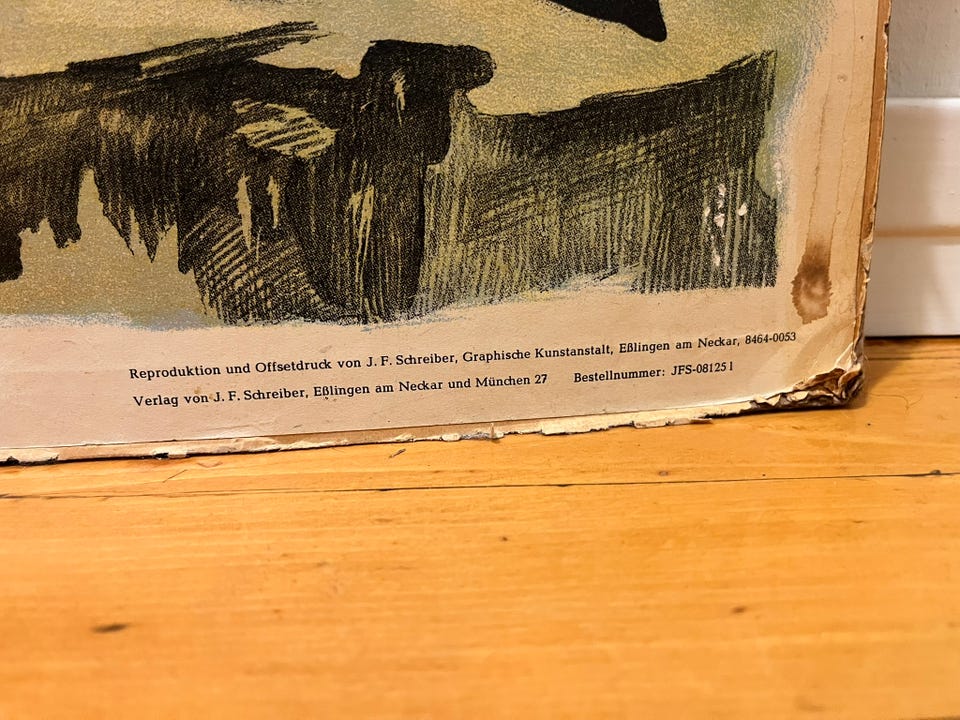 Reproduktion und Offsetdruck von J. F. Schreiber, Graphische Kunstanstalt, Eßlingen am Neckar, 8464-0053
Verlag von J. F. Schreiber, Eßlingen am Neckar und München 27 Bestellnummer: JFS-08125 l